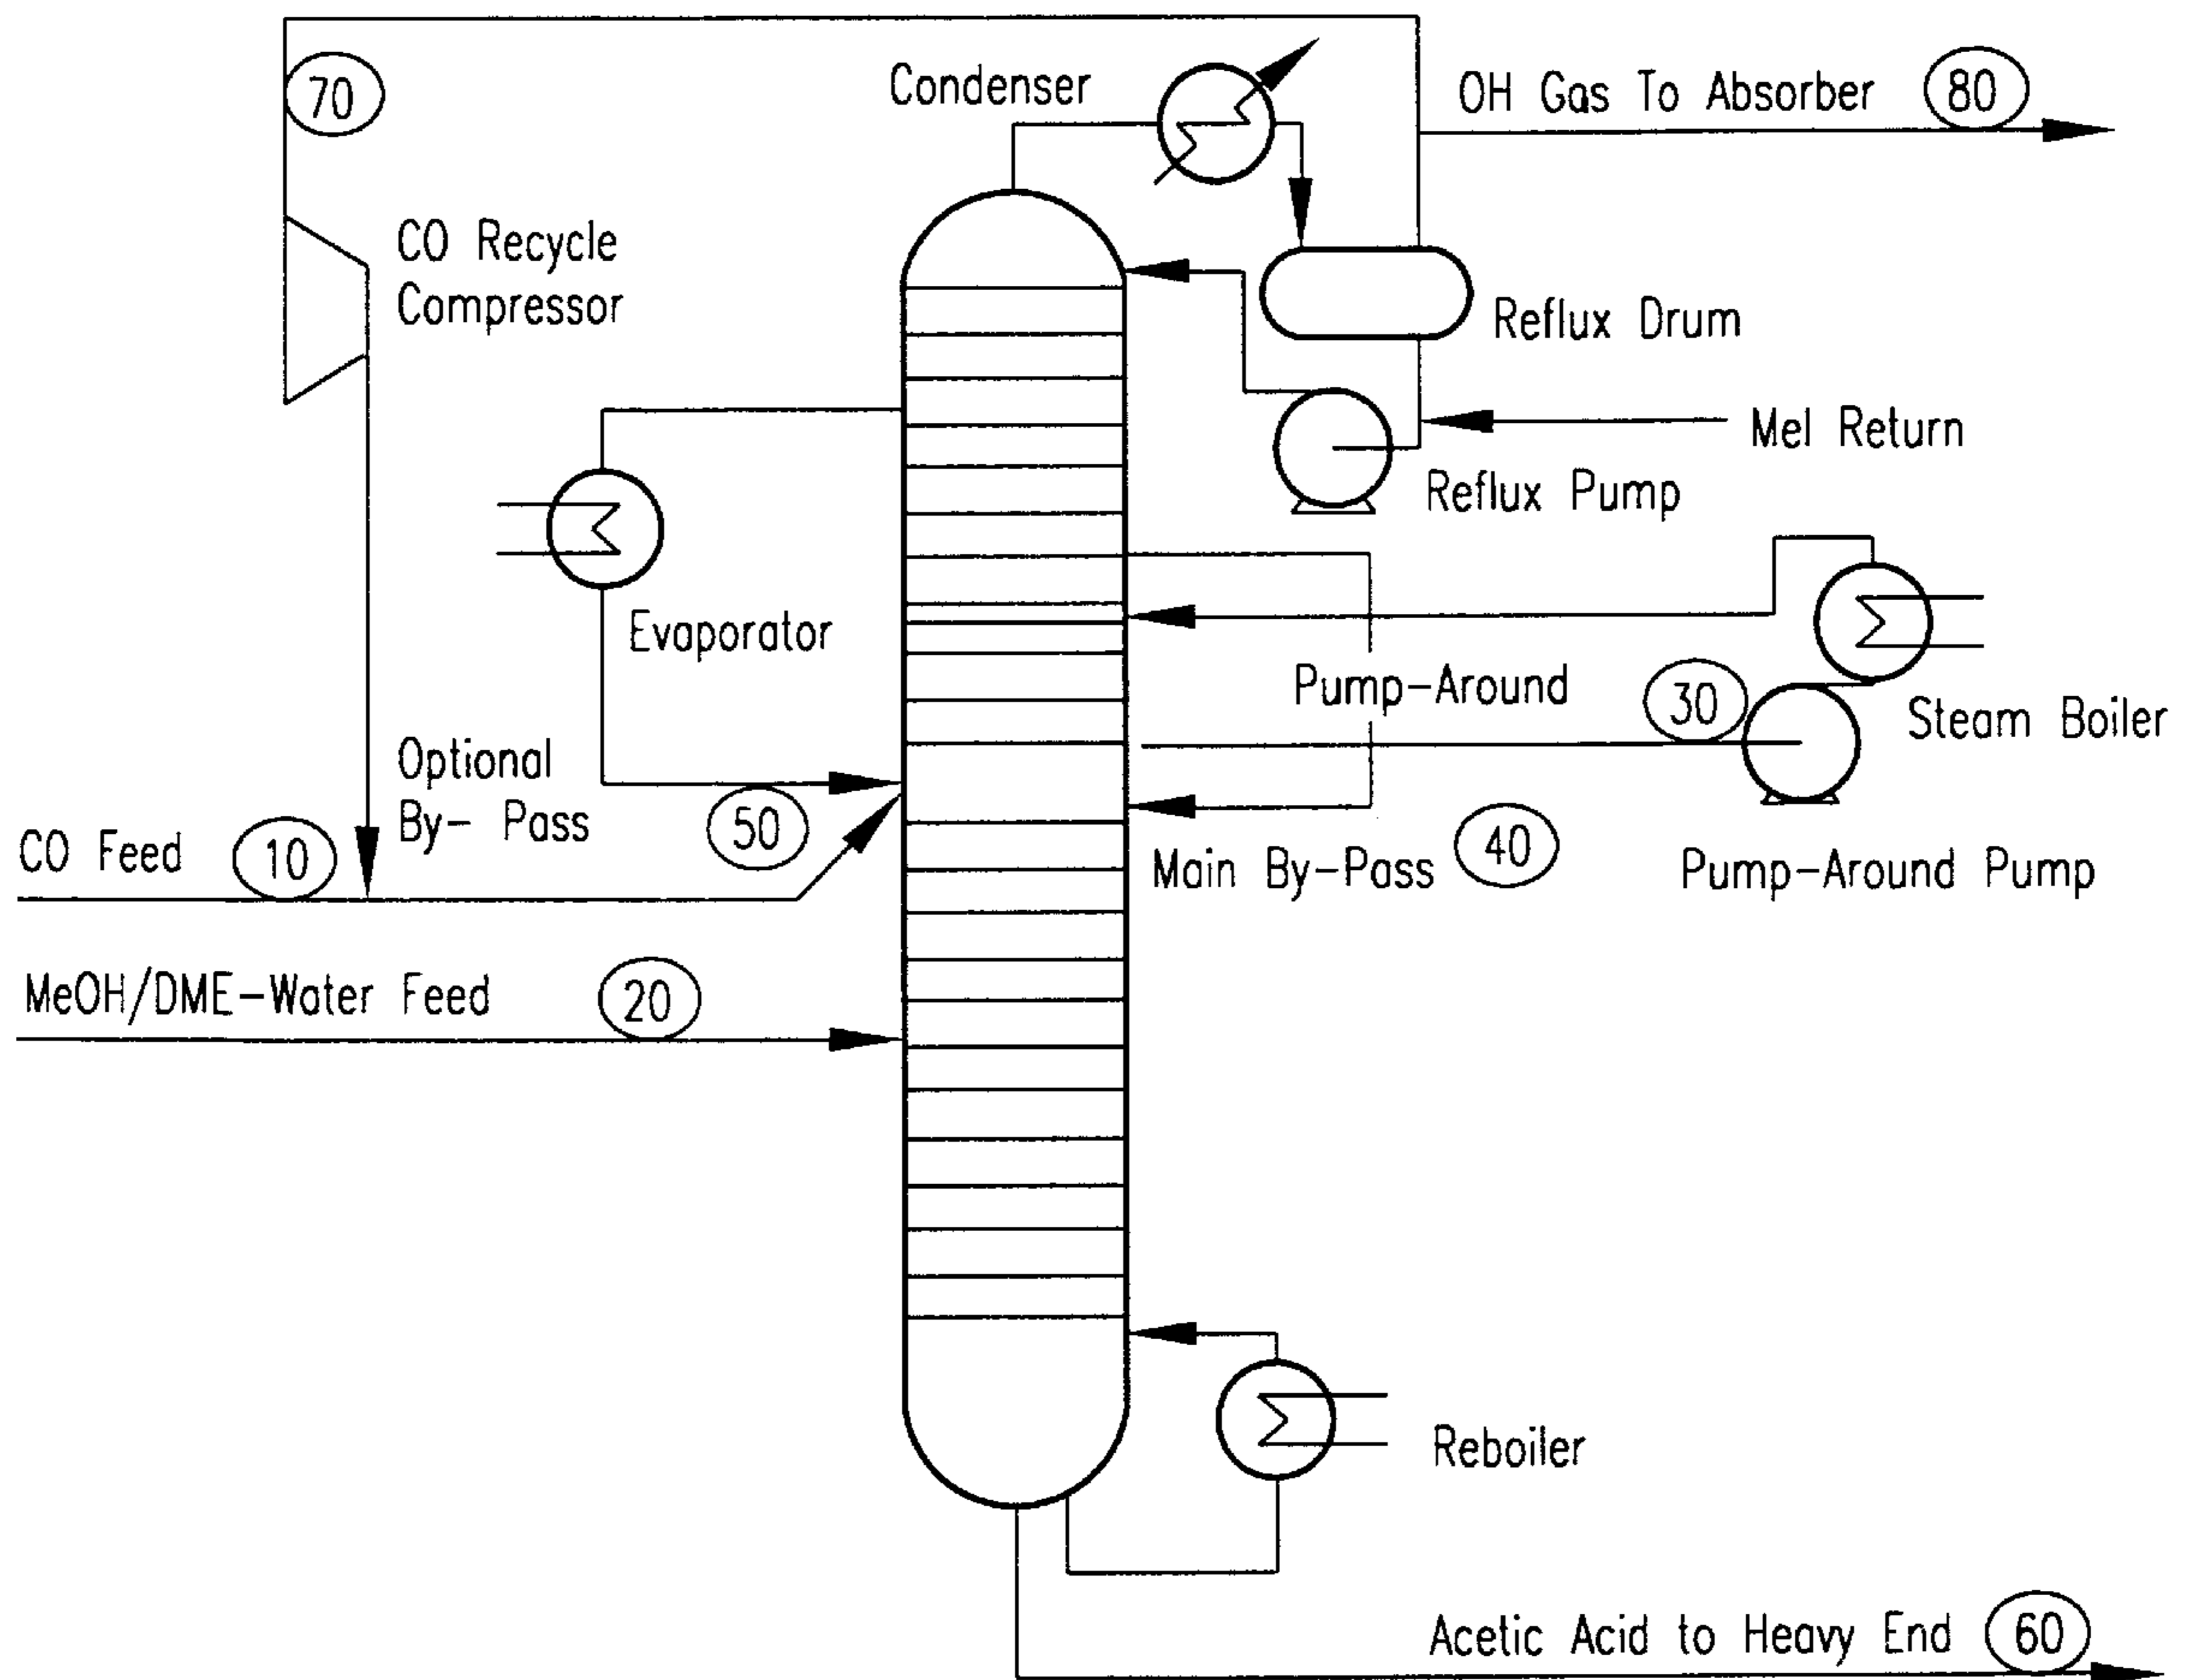 70
Condenser
OH Gas To Absorber 80
CO Recycle
Compressor
Reflux Drum
MeI Return
Reflux Pump
Evaporator
Pump-Around
30
Steam Boiler
Optional
By- Pass
50
CO Feed 10
Main By-Pass 40
Pump-Around Pump
MeOH/DME-Water Feed 20
Reboiler
Acetic Acid to Heavy End 60